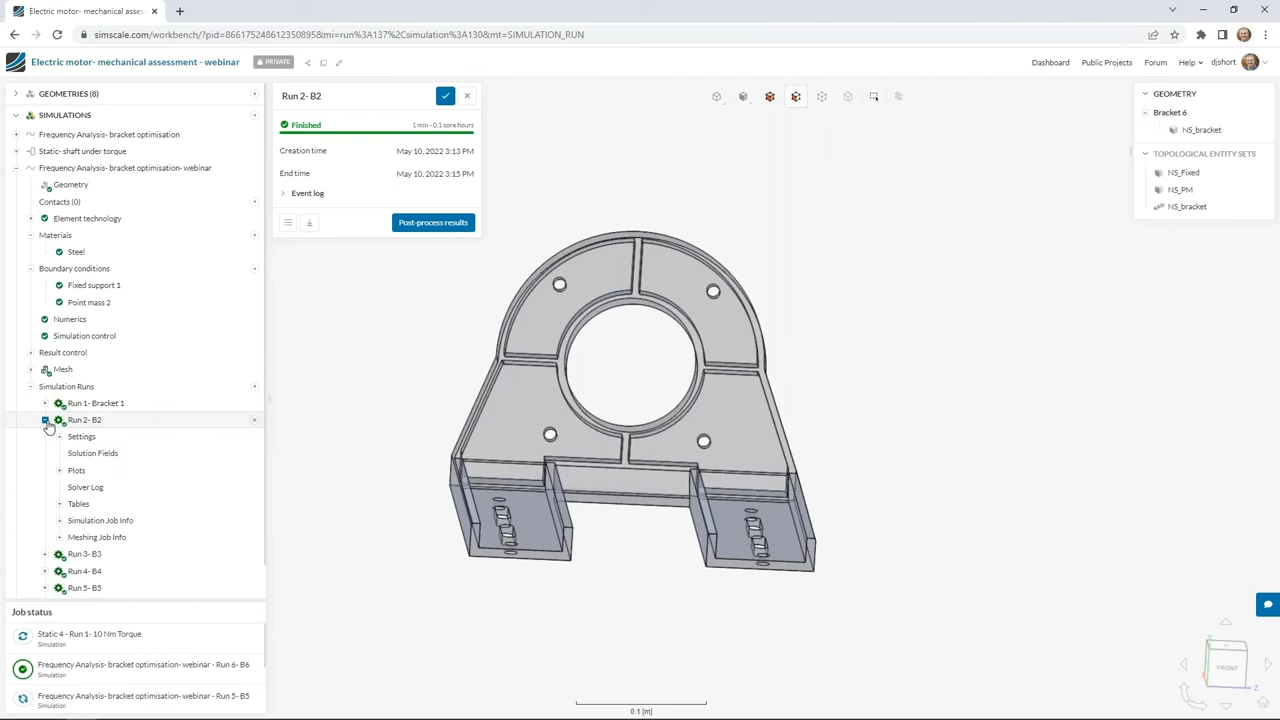 Electric motor- mechanical assessm
simscale.com/workbench/?pid=866175248612350895&mi=run%3A137%2Csimulation%3A130&mt=SIMULATION_RUN
Electric motor- mechanical assessment - webinar
PRIVATE
Dashboard
Public Projects
Forum
Help
djshort
GEOMETRIES (8)
SIMULATIONS
Frequency Analysis- bracket optimisation
Static- shaft under torque
Frequency Analysis- bracket optimisation- webinar
Geometry
Contacts (0)
Element technology
Materials
Steel
Boundary conditions
Fixed support 1
Point mass 2
Numerics
Simulation control
Result control
Mesh
Simulation Runs
Run 1- Bracket 1
Run 2- B2
Settings
Solution Fields
Plots
Solver Log
Tables
Simulation Job Info
Meshing Job Info
Run 3- B3
Run 4- B4
Run 5- B5
Job status
Static 4 - Run 1- 10 Nm Torque
Simulation
Frequency Analysis- bracket optimisation- webinar - Run 6- B6
Simulation
Frequency Analysis- bracket optimisation- webinar - Run 5- B5
Simulation
Run 2- B2
Finished
1 min - 0.1 core hours
Creation time
May 10, 2022 3:13 PM
End time
May 10, 2022 3:15 PM
Event log
Post-process results
GEOMETRY
Bracket 6
NS_bracket
TOPOLOGICAL ENTITY SETS
NS_Fixed
NS_PM
NS_bracket
0.1 [m]
FRONT
Z